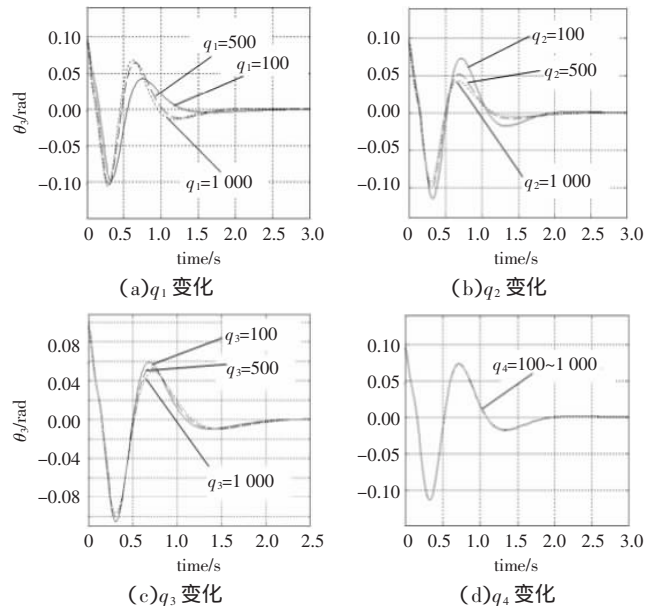 0.10
0.05
0.00
−0.05
−0.10
θ₃/rad
q₁=500
q₁=100
q₁=1 000
0 0.5 1.0 1.5 2.0 2.5 3.0
time/s
(a)q₁ 变化
0.10
0.05
0.00
−0.05
−0.10
q₂=100
q₂=500
q₂=1 000
0 0.5 1.0 1.5 2.0 2.5 3.0
time/s
(b)q₂ 变化
0.08
0.04
0.00
−0.04
−0.08
θ₃/rad
q₃=100
q₃=500
q₃=1 000
0 0.5 1.0 1.5 2.0 2.5
time/s
(c)q₃ 变化
0.10
0.05
0.00
−0.05
−0.10
q₄=100~1 000
0 0.5 1.0 1.5 2.0 2.5 3.0
time/s
(d)q₄ 变化